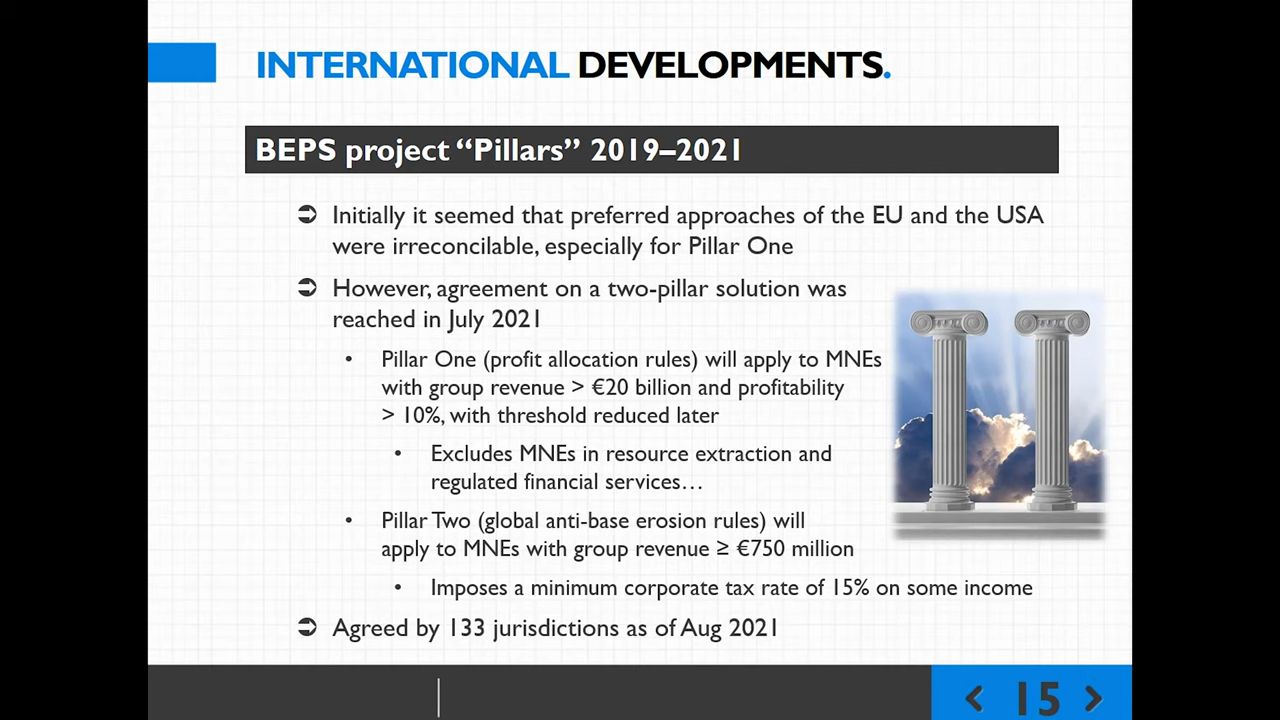 INTERNATIONAL DEVELOPMENTS.
BEPS project “Pillars” 2019–2021
➲ Initially it seemed that preferred approaches of the EU and the USA
were irreconcilable, especially for Pillar One
➲ However, agreement on a two-pillar solution was
reached in July 2021
• Pillar One (profit allocation rules) will apply to MNEs
with group revenue > €20 billion and profitability
> 10%, with threshold reduced later
• Excludes MNEs in resource extraction and
regulated financial services…
• Pillar Two (global anti-base erosion rules) will
apply to MNEs with group revenue ≥ €750 million
• Imposes a minimum corporate tax rate of 15% on some income
➲ Agreed by 133 jurisdictions as of Aug 2021
< 15 >